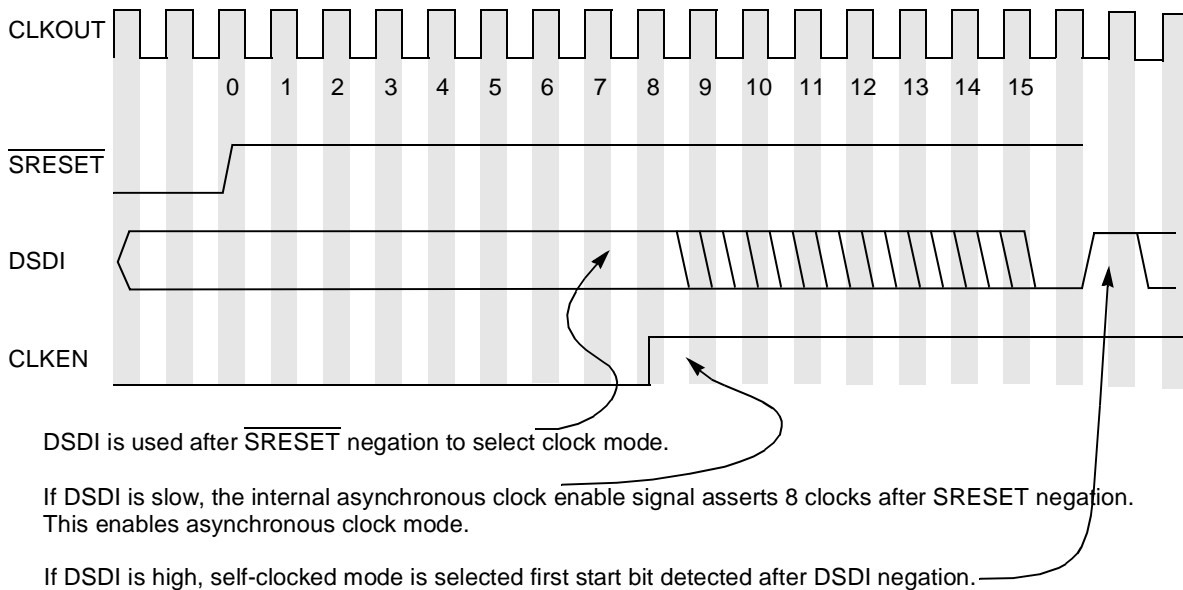 CLKOUT
0 1 2 3 4 5 6 7 8 9 10 11 12 13 14 15
SRESET
DSDI
CLKEN
DSDI is used after SRESET negation to select clock mode.
If DSDI is slow, the internal asynchronous clock enable signal asserts 8 clocks after SRESET negation.
This enables asynchronous clock mode.
If DSDI is high, self-clocked mode is selected first start bit detected after DSDI negation.